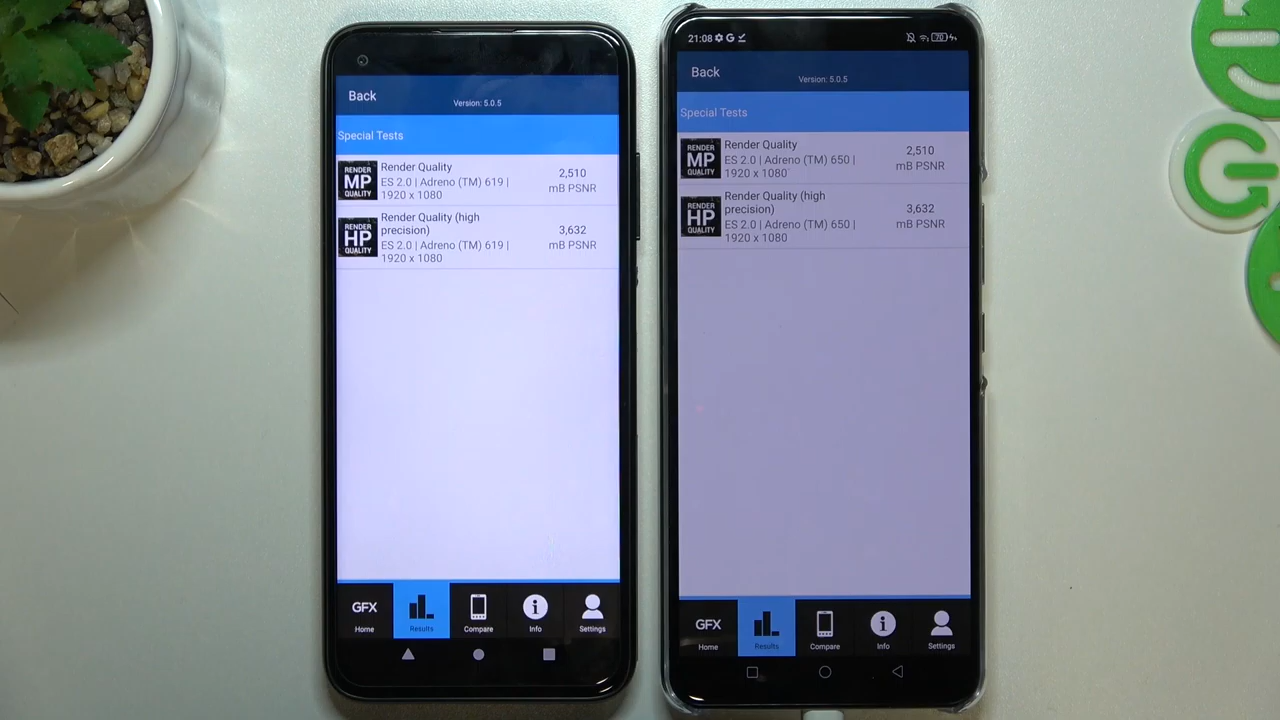 Back
Version: 5.0.5
Special Tests
RENDER
MP
QUALITY
Render Quality
ES 2.0 | Adreno (TM) 619 |
1920 x 1080
2,510
mB PSNR
RENDER
HP
QUALITY
Render Quality (high
precision)
ES 2.0 | Adreno (TM) 619 |
1920 x 1080
3,632
mB PSNR
GFX
Home
Results
Compare
Info
Settings
21:08
G
70
Back
Version: 5.0.5
Special Tests
RENDER
MP
QUALITY
Render Quality
ES 2.0 | Adreno (TM) 650 |
1920 x 1080
2,510
mB PSNR
RENDER
HP
QUALITY
Render Quality (high
precision)
ES 2.0 | Adreno (TM) 650 |
1920 x 1080
3,632
mB PSNR
GFX
Home
Results
Compare
Info
Settings